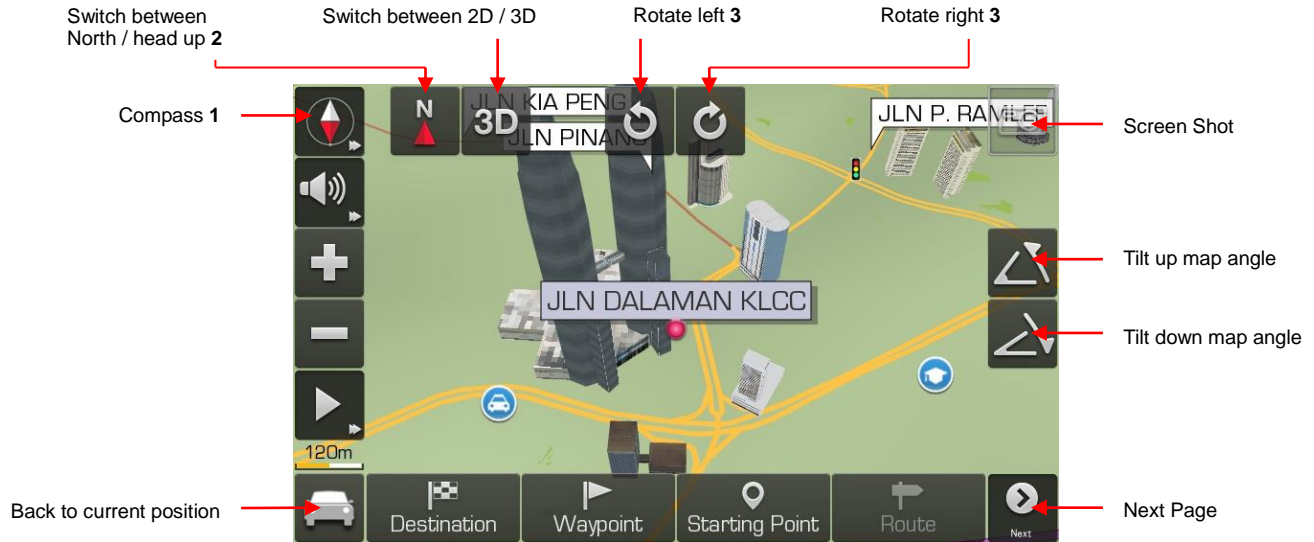 Switch between
North / head up 2
Switch between 2D / 3D
Rotate left 3
Rotate right 3
Compass 1
N
3D
JLN KIA PENG
JLN PINANG
JLN P. RAMLEE
Screen Shot
Tilt up map angle
JLN DALAMAN KLCC
Tilt down map angle
120m
Back to current position
Destination
Waypoint
Starting Point
Route
Next
Next Page